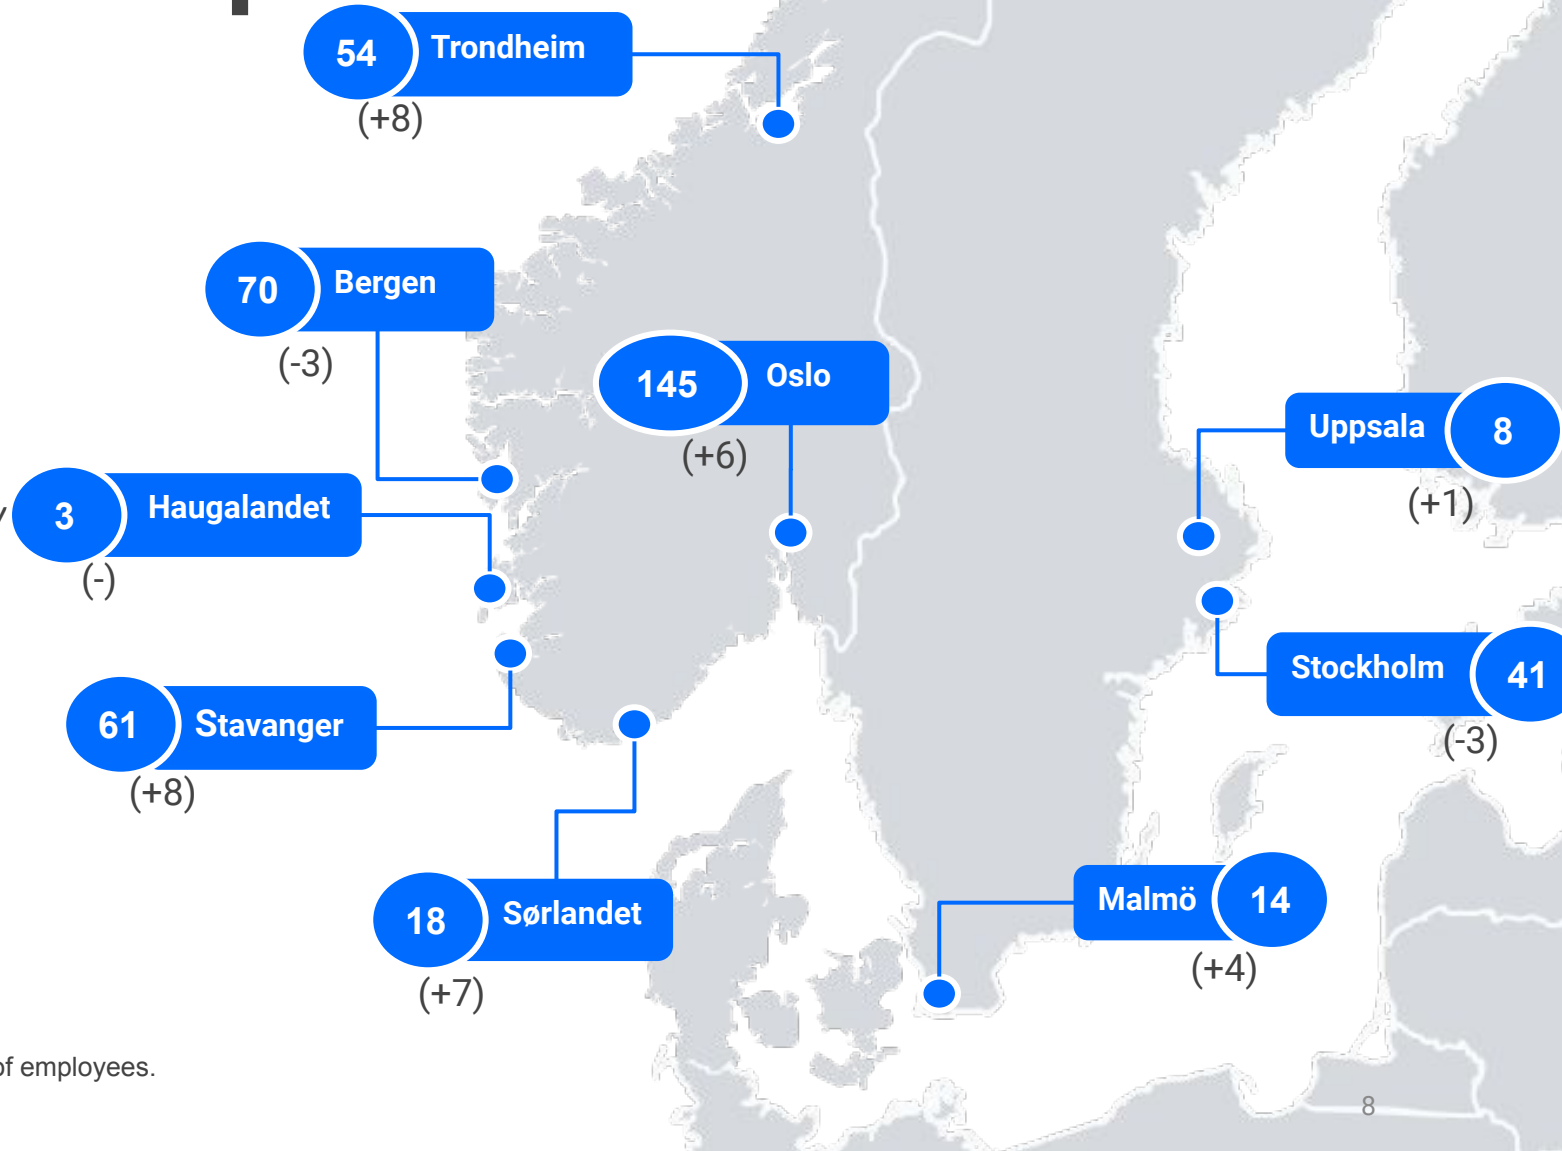 54 Trondheim
(+8)
70 Bergen
(-3)
145 Oslo
(+6)
Uppsala 8
(+1)
3 Haugalandet
(-)
Stockholm 41
(-3)
61 Stavanger
(+8)
18 Sørlandet
(+7)
Malmö 14
(+4)
of employees.
8